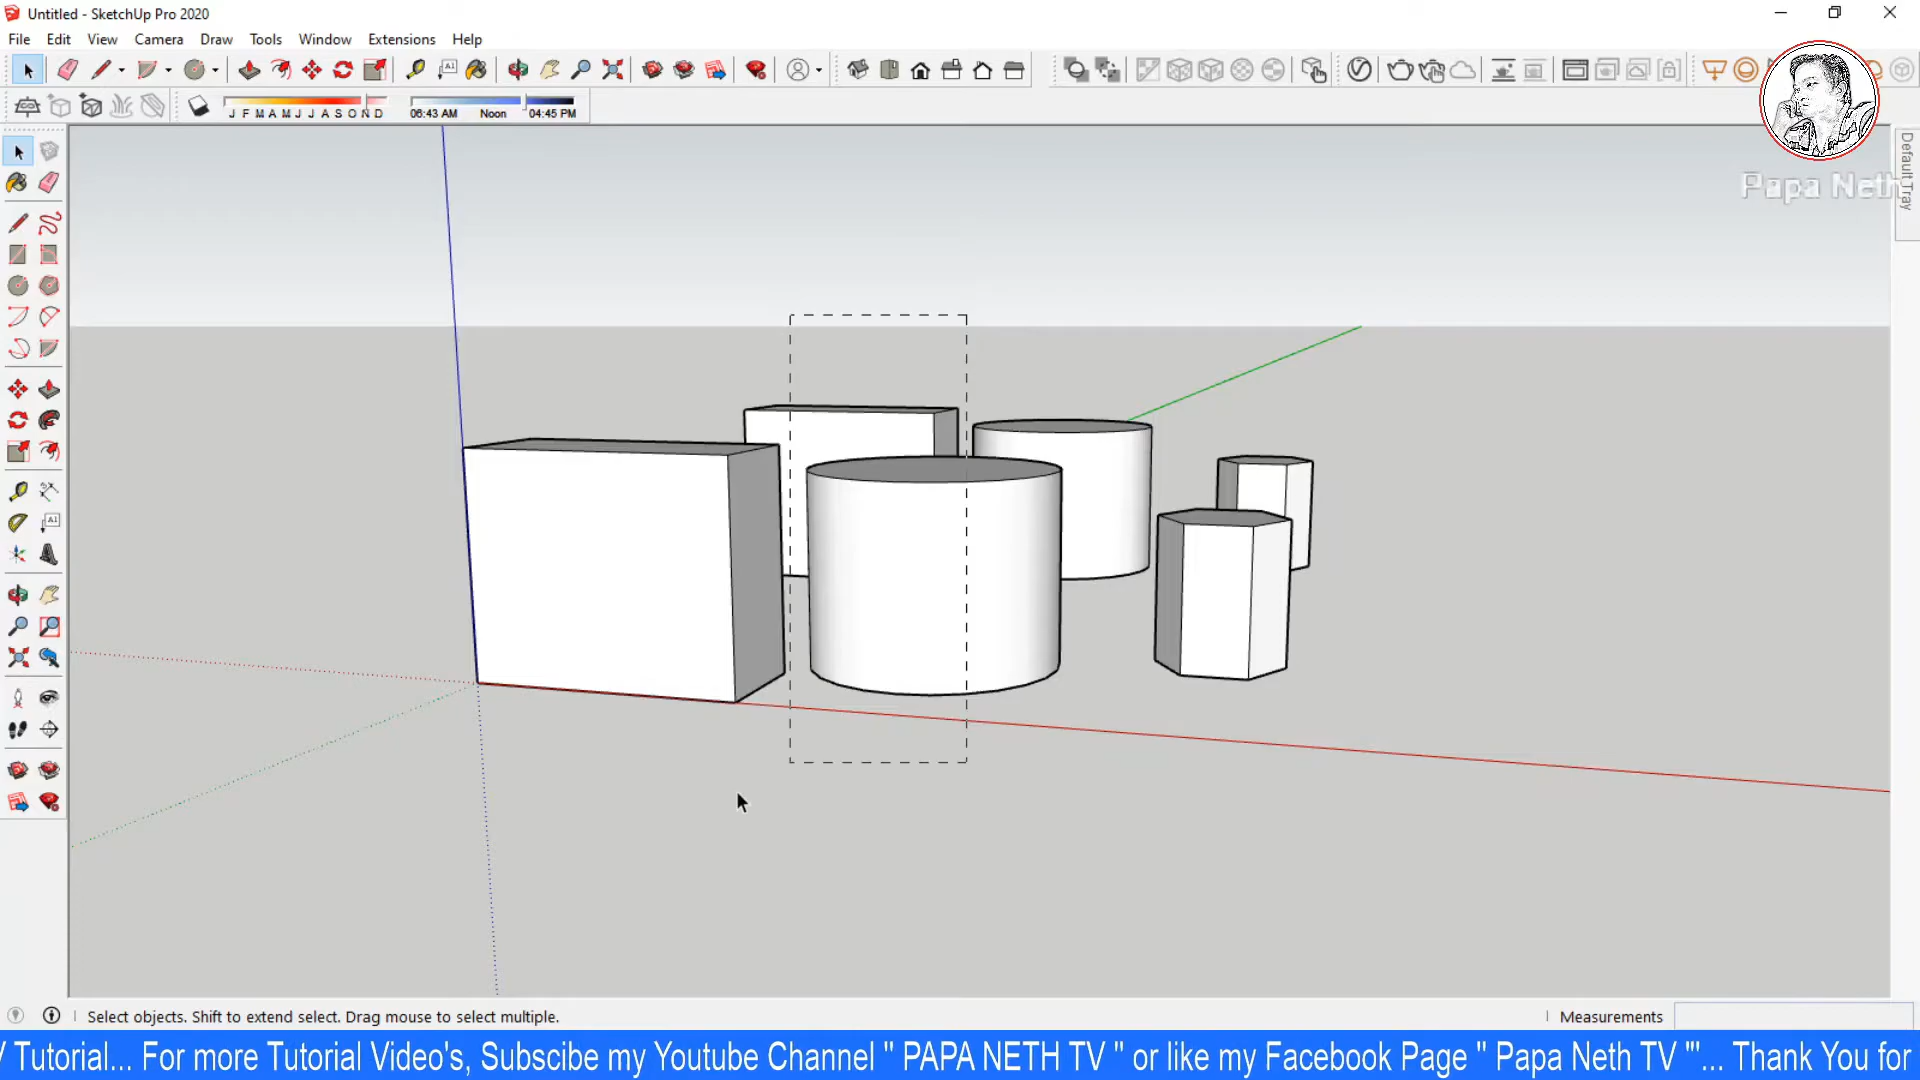 Untitled - SketchUp Pro 2020
File Edit View Camera Draw Tools Window Extensions Help
A1
J F M A M J J A S O N D 06:43 AM Noon 04:45 PM
Default Tray
Papa Neth
A1
Select objects. Shift to extend select. Drag mouse to select multiple. Measurements
Tutorial... For more Tutorial Video's, Subscibe my Youtube Channel " PAPA NETH TV " or like my Facebook Page " Papa Neth TV "'... Thank You for